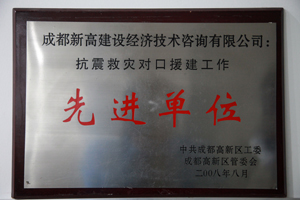 成都新高建设经济技术咨询有限公司：
抗震救灾对口援建工作
先进单位
中共成都高新区工委
成都高新区管委会
二〇〇八年八月